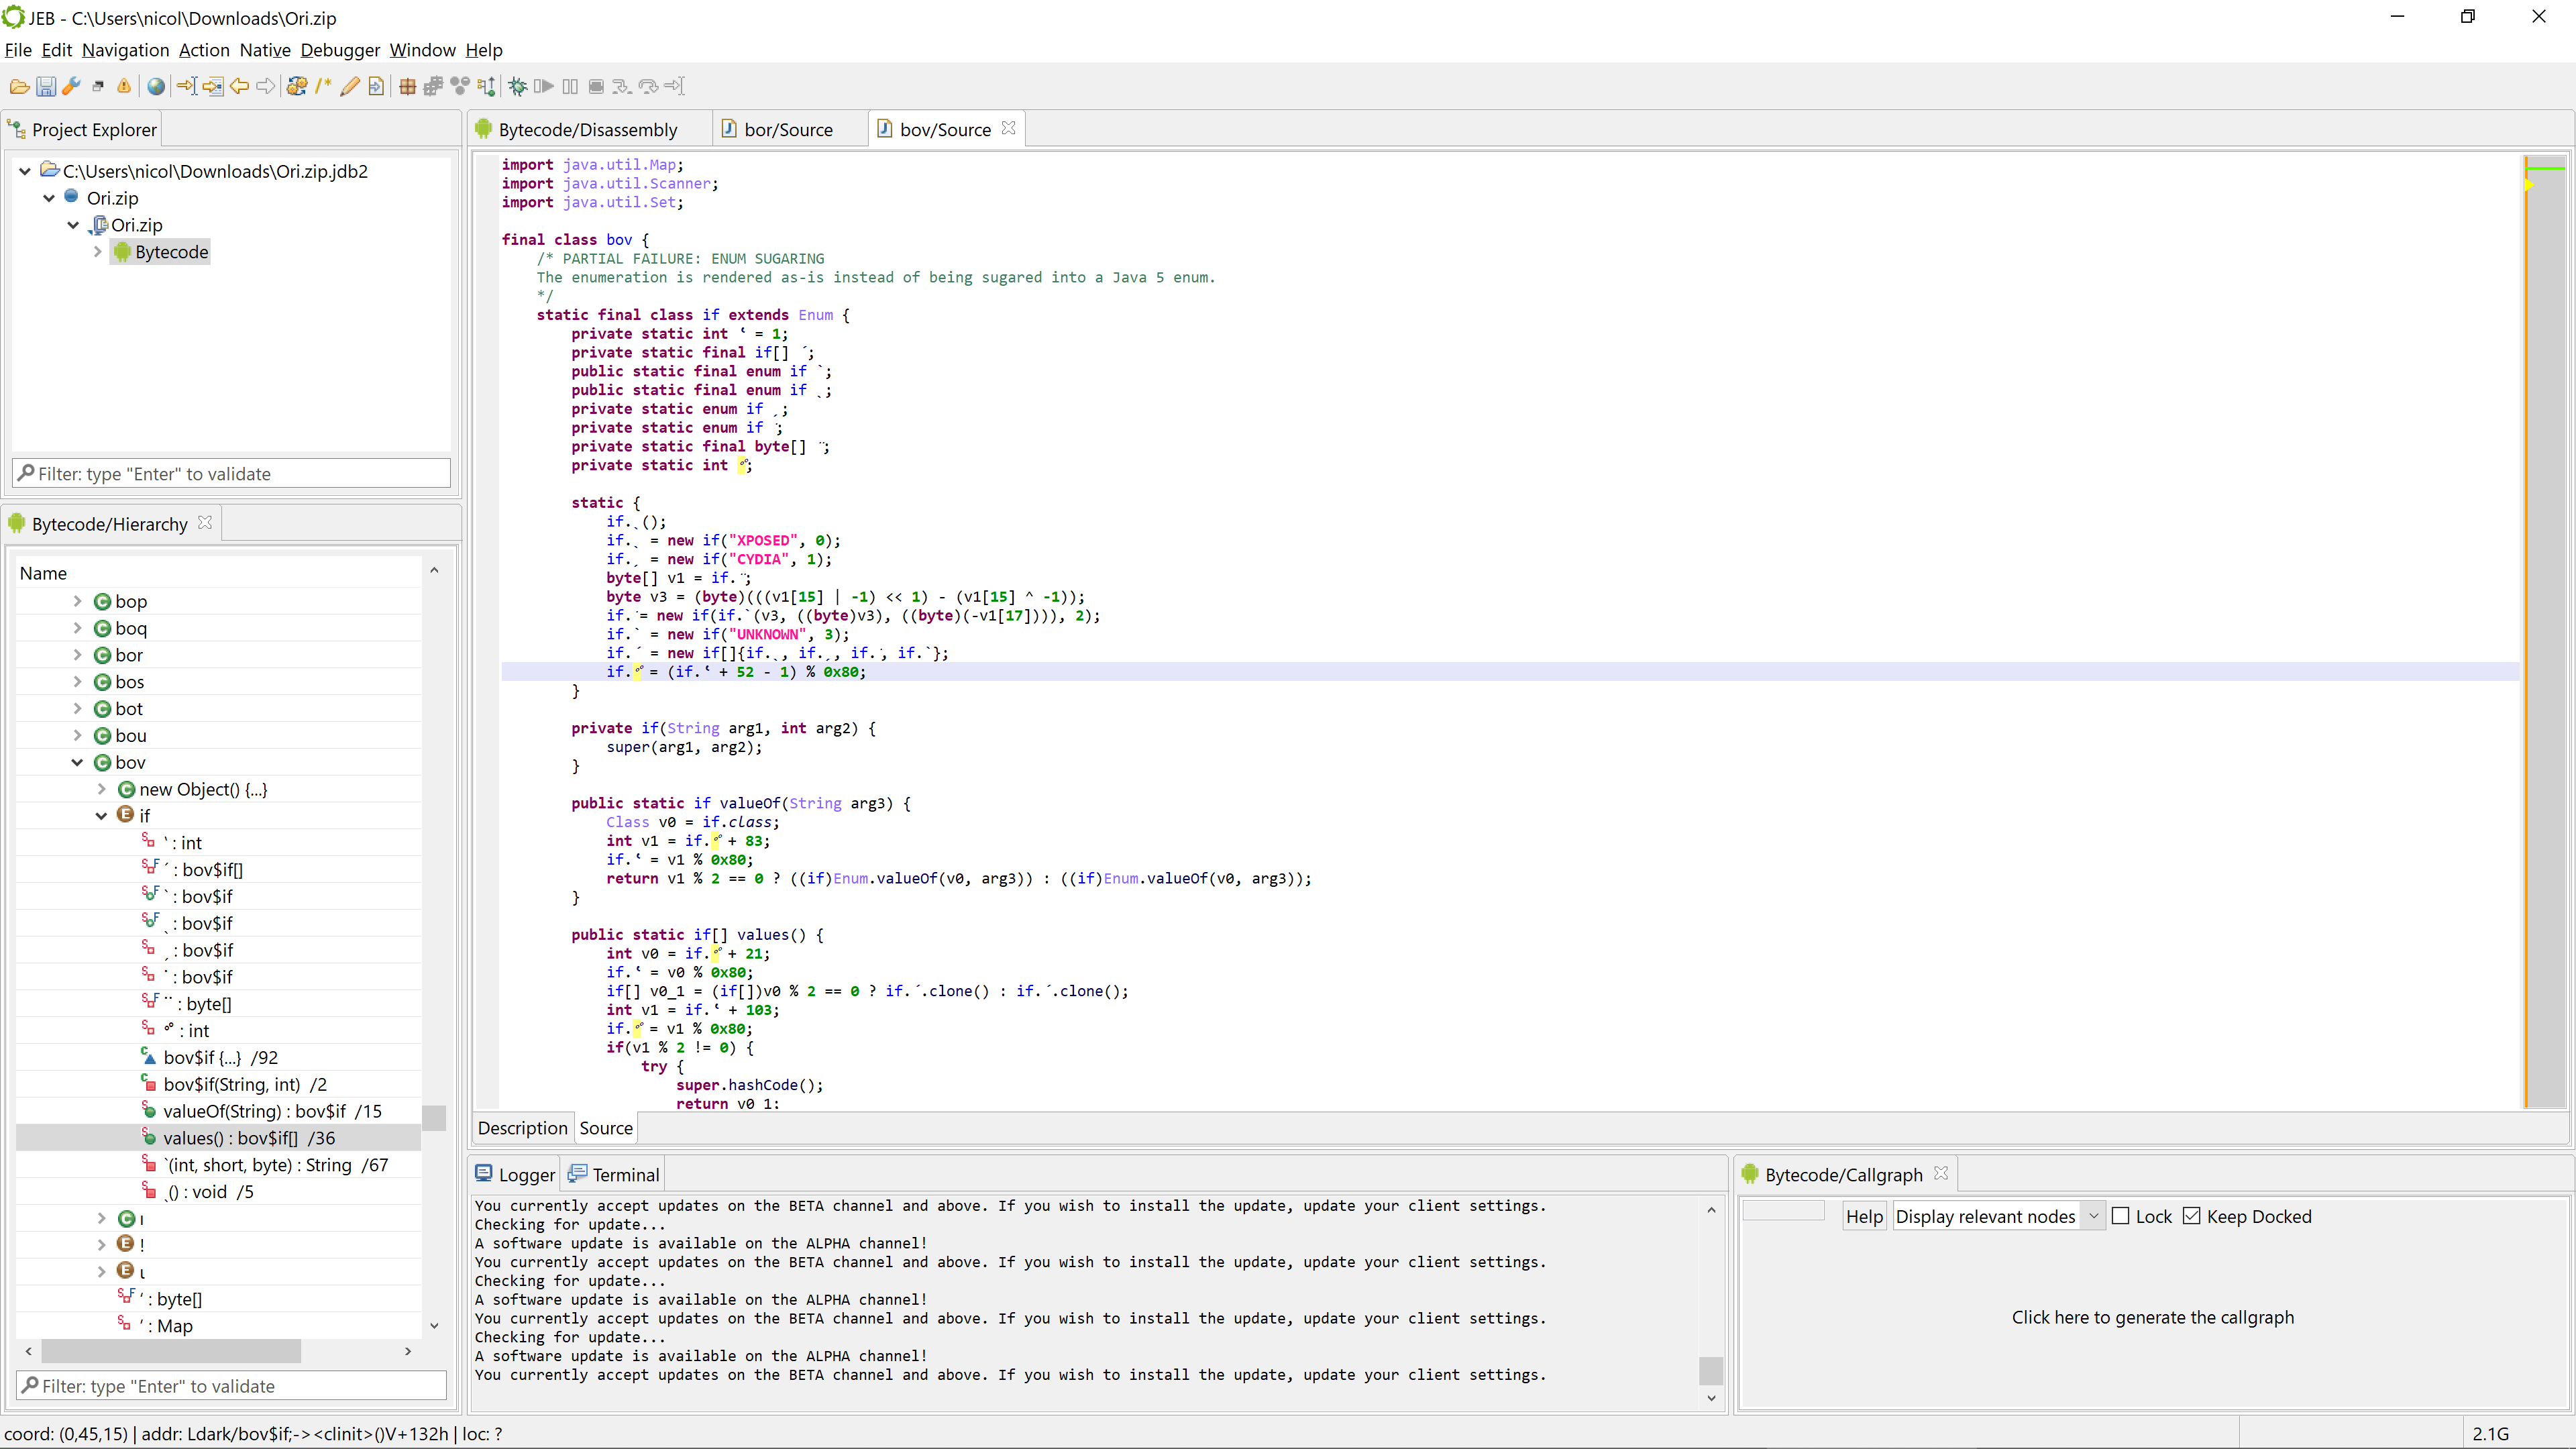 JEB - C:\Users\nicol\Downloads\Ori.zip
File Edit Navigation Action Native Debugger Window Help
Project Explorer
C:\Users\nicol\Downloads\Ori.zip.jdb2
Ori.zip
Ori.zip
Bytecode
Filter: type "Enter" to validate
Bytecode/Hierarchy
Name
bop
boq
bor
bos
bot
bou
bov
new Object() {...}
if
ʽ : int
ˊ : bov$if[]
ˋ : bov$if
ˎ : bov$if
ˏ : bov$if
˙ : bov$if
¨ : byte[]
ᐤ : int
bov$if {...} /92
bov$if(String, int) /2
valueOf(String) : bov$if /15
values() : bov$if[] /36
ˋ(int, short, byte) : String /67
ˎ() : void /5
ı
!
ɩ
ʼ : byte[]
ʻ : Map
Filter: type "Enter" to validate
Bytecode/Disassembly bor/Source bov/Source
import java.util.Map;
import java.util.Scanner;
import java.util.Set;
final class bov {
/* PARTIAL FAILURE: ENUM SUGARING
The enumeration is rendered as-is instead of being sugared into a Java 5 enum.
*/
static final class if extends Enum {
private static int ʽ = 1;
private static final if[] ˊ;
public static final enum if ˋ;
public static final enum if ˎ;
private static enum if ˏ;
private static enum if ˙;
private static final byte[] ¨;
private static int ᐤ;
static {
if.ˎ();
if.ˎ = new if("XPOSED", 0);
if.ˏ = new if("CYDIA", 1);
byte[] v1 = if.¨;
byte v3 = (byte)(((v1[15] | -1) << 1) - (v1[15] ^ -1));
if.˙= new if(if.ˋ(v3, ((byte)v3), ((byte)(-v1[17]))), 2);
if.ˋ = new if("UNKNOWN", 3);
if.ˊ = new if[]{if.ˎ, if.ˏ, if.˙, if.ˋ};
if.ᐤ = (if.ʽ + 52 - 1) % 0x80;
}
private if(String arg1, int arg2) {
super(arg1, arg2);
}
public static if valueOf(String arg3) {
Class v0 = if.class;
int v1 = if.ᐤ + 83;
if.ʽ = v1 % 0x80;
return v1 % 2 == 0 ? ((if)Enum.valueOf(v0, arg3)) : ((if)Enum.valueOf(v0, arg3));
}
public static if[] values() {
int v0 = if.ᐤ + 21;
if.ʽ = v0 % 0x80;
if[] v0_1 = (if[])v0 % 2 == 0 ? if.ˊ.clone() : if.ˊ.clone();
int v1 = if.ʽ + 103;
if.ᐤ = v1 % 0x80;
if(v1 % 2 != 0) {
try {
super.hashCode();
return v0_1;
Description Source
Logger Terminal
You currently accept updates on the BETA channel and above. If you wish to install the update, update your client settings.
Checking for update...
A software update is available on the ALPHA channel!
You currently accept updates on the BETA channel and above. If you wish to install the update, update your client settings.
Checking for update...
A software update is available on the ALPHA channel!
You currently accept updates on the BETA channel and above. If you wish to install the update, update your client settings.
Checking for update...
A software update is available on the ALPHA channel!
You currently accept updates on the BETA channel and above. If you wish to install the update, update your client settings.
Bytecode/Callgraph
Help Display relevant nodes Lock Keep Docked
Click here to generate the callgraph
coord: (0,45,15) | addr: Ldark/bov$if;-><clinit>()V+132h | loc: ?
2.1G